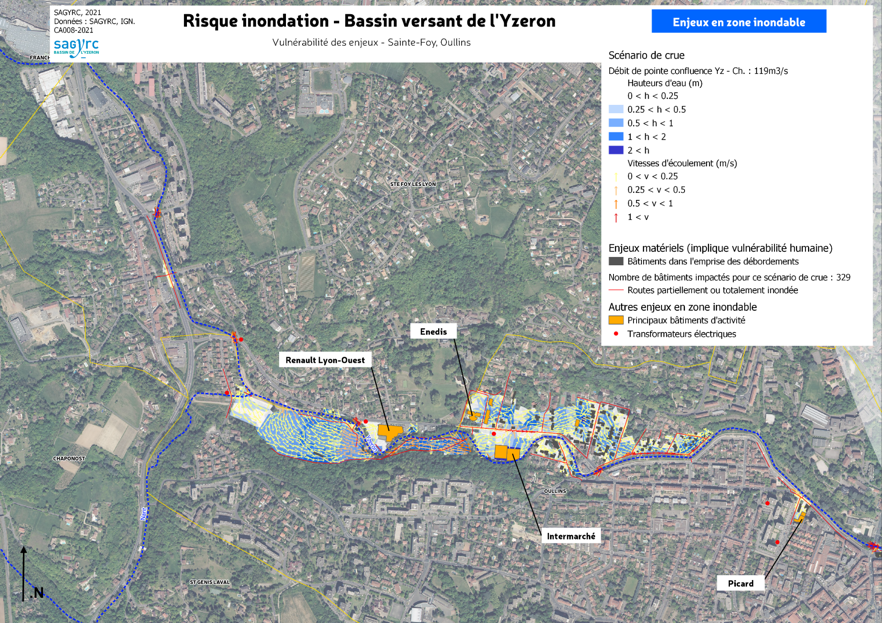 SAGYRC, 2021
Données : SAGYRC, IGN.
CA008-2021
sagyrc
BASSIN DE L'YZERON
Risque inondation - Bassin versant de l'Yzeron
Vulnérabilité des enjeux - Sainte-Foy, Oullins
Enjeux en zone inondable
Scénario de crue
Débit de pointe confluence Yz - Ch. : 119m3/s
Hauteurs d'eau (m)
0 < h < 0.25
0.25 < h < 0.5
0.5 < h < 1
1 < h < 2
2 < h
Vitesses d'écoulement (m/s)
0 < v < 0.25
0.25 < v < 0.5
0.5 < v < 1
1 < v
Enjeux matériels (implique vulnérabilité humaine)
Bâtiments dans l'emprise des débordements
Nombre de bâtiments impactés pour ce scénario de crue : 329
Routes partiellement ou totalement inondée
Autres enjeux en zone inondable
Principaux bâtiments d'activité
Transformateurs électriques
FRANCH
STE FOY LES LYON
Enedis
Renault Lyon-Ouest
CHAPONOST
OULLINS
Intermarché
ST GENIS LAVAL
Picard
.N